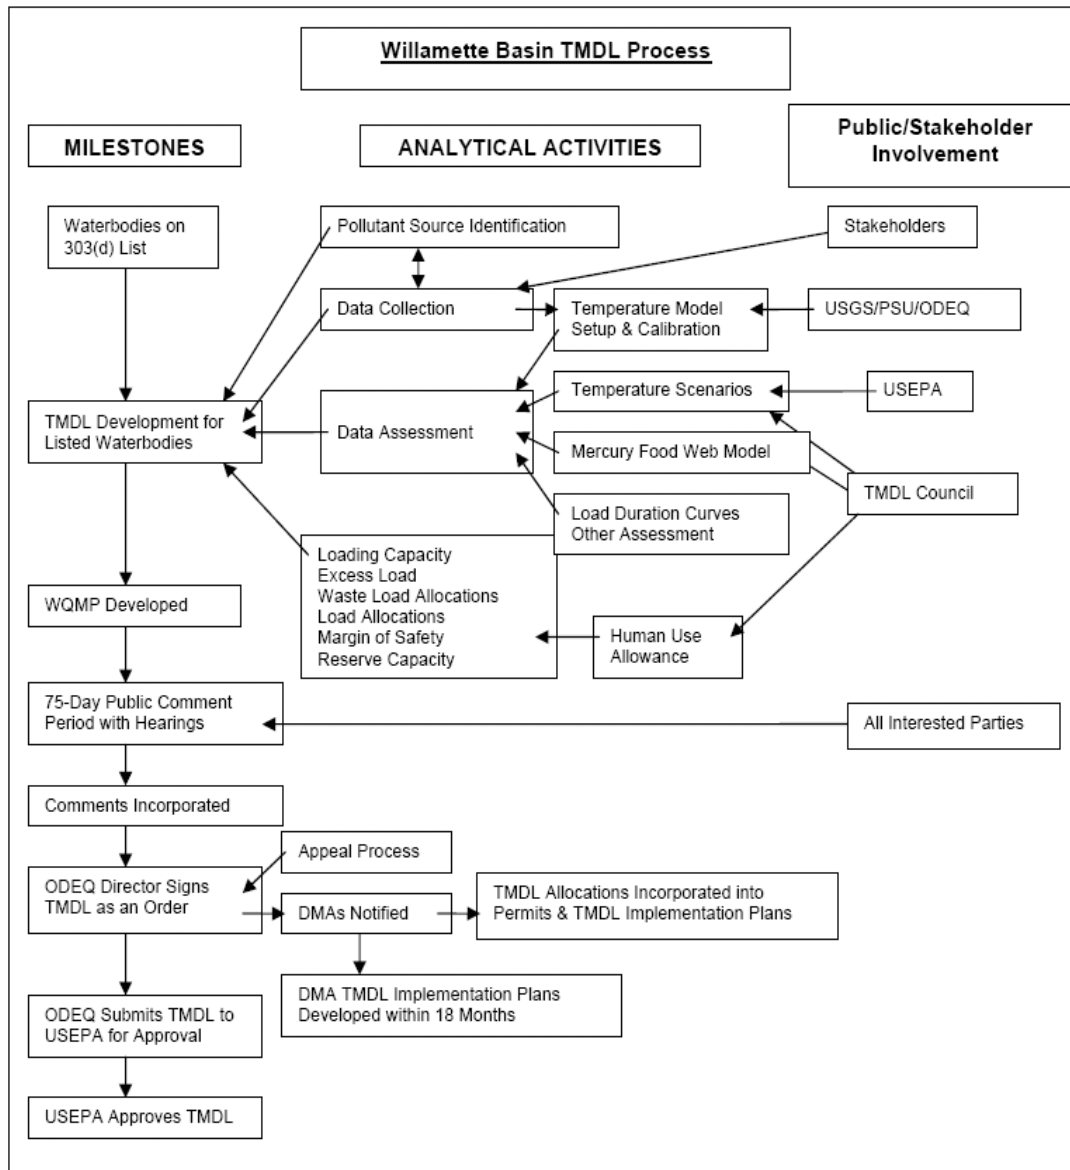 Willamette Basin TMDL Process
MILESTONES
ANALYTICAL ACTIVITIES
Public/Stakeholder
Involvement
Waterbodies on
303(d) List
Pollutant Source Identification
Stakeholders
Data Collection
Temperature Model
Setup & Calibration
USGS/PSU/ODEQ
TMDL Development for
Listed Waterbodies
Data Assessment
Temperature Scenarios
USEPA
Mercury Food Web Model
TMDL Council
Load Duration Curves
Other Assessment
Loading Capacity
Excess Load
Waste Load Allocations
Load Allocations
Margin of Safety
Reserve Capacity
WQMP Developed
Human Use
Allowance
75-Day Public Comment
Period with Hearings
All Interested Parties
Comments Incorporated
Appeal Process
ODEQ Director Signs
TMDL as an Order
DMAs Notified
TMDL Allocations Incorporated into
Permits & TMDL Implementation Plans
DMA TMDL Implementation Plans
Developed within 18 Months
ODEQ Submits TMDL to
USEPA for Approval
USEPA Approves TMDL